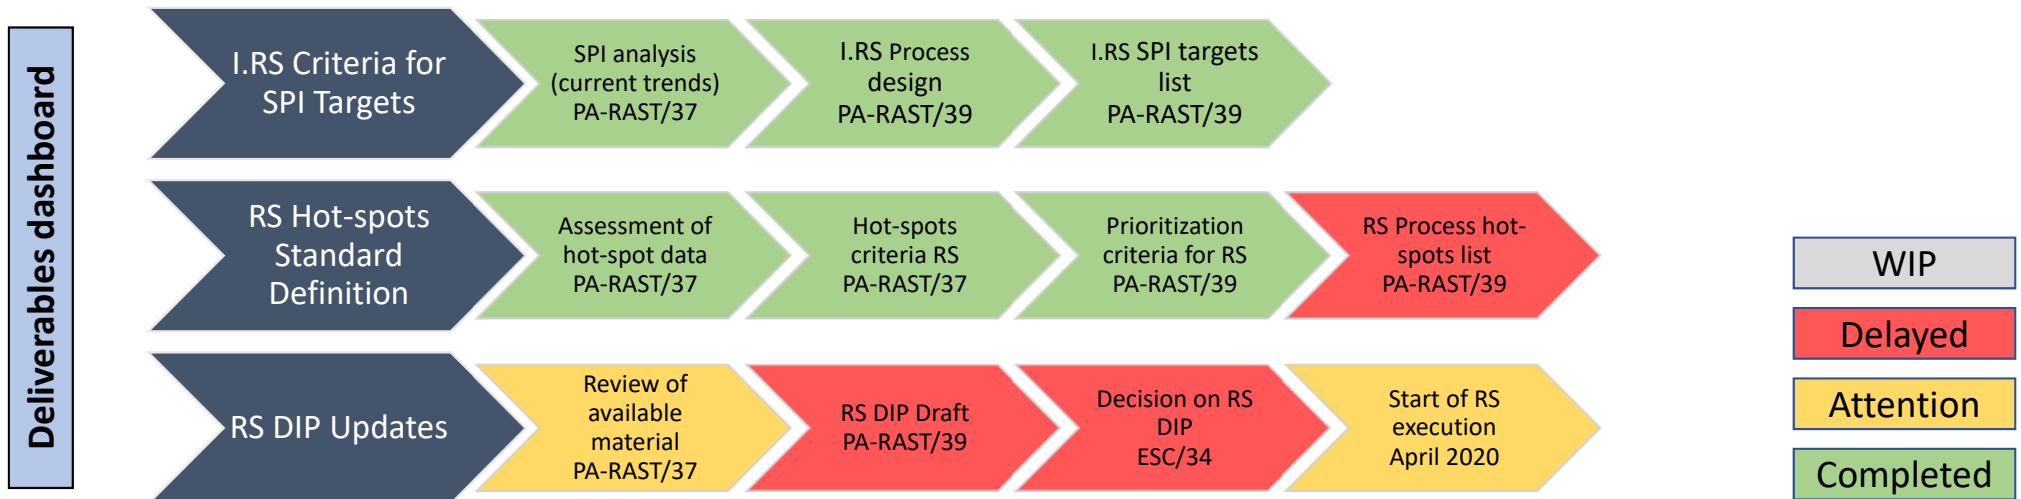 Deliverables dashboard
I.RS Criteria for
SPI Targets
SPI analysis
(current trends)
PA-RAST/37
I.RS Process
design
PA-RAST/39
I.RS SPI targets
list
PA-RAST/39
RS Hot-spots
Standard
Definition
Assessment of
hot-spot data
PA-RAST/37
Hot-spots
criteria RS
PA-RAST/37
Prioritization
criteria for RS
PA-RAST/39
RS Process hot-
spots list
PA-RAST/39
RS DIP Updates
Review of
available
material
PA-RAST/37
RS DIP Draft
PA-RAST/39
Decision on RS
DIP
ESC/34
Start of RS
execution
April 2020
WIP
Delayed
Attention
Completed